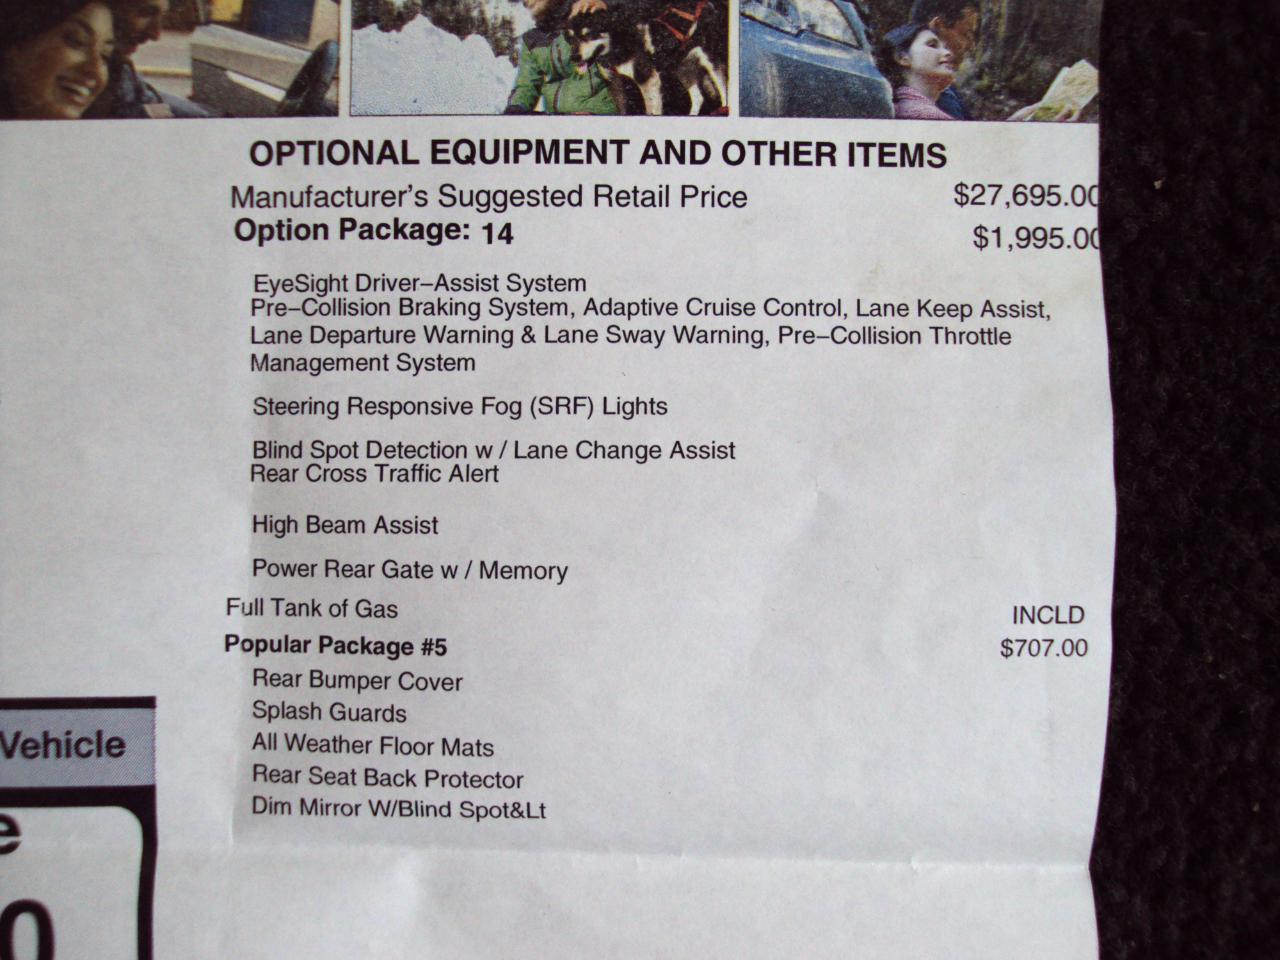 OPTIONAL EQUIPMENT AND OTHER ITEMS
Manufacturer's Suggested Retail Price $27,695.00
Option Package: 14 $1,995.00
EyeSight Driver-Assist System
Pre-Collision Braking System, Adaptive Cruise Control, Lane Keep Assist,
Lane Departure Warning & Lane Sway Warning, Pre-Collision Throttle
Management System
Steering Responsive Fog (SRF) Lights
Blind Spot Detection w / Lane Change Assist
Rear Cross Traffic Alert
High Beam Assist
Power Rear Gate w / Memory
Full Tank of Gas INCLD
Popular Package #5 $707.00
Rear Bumper Cover
Splash Guards
All Weather Floor Mats
Rear Seat Back Protector
Dim Mirror W/Blind Spot&Lt
Vehicle
e
0